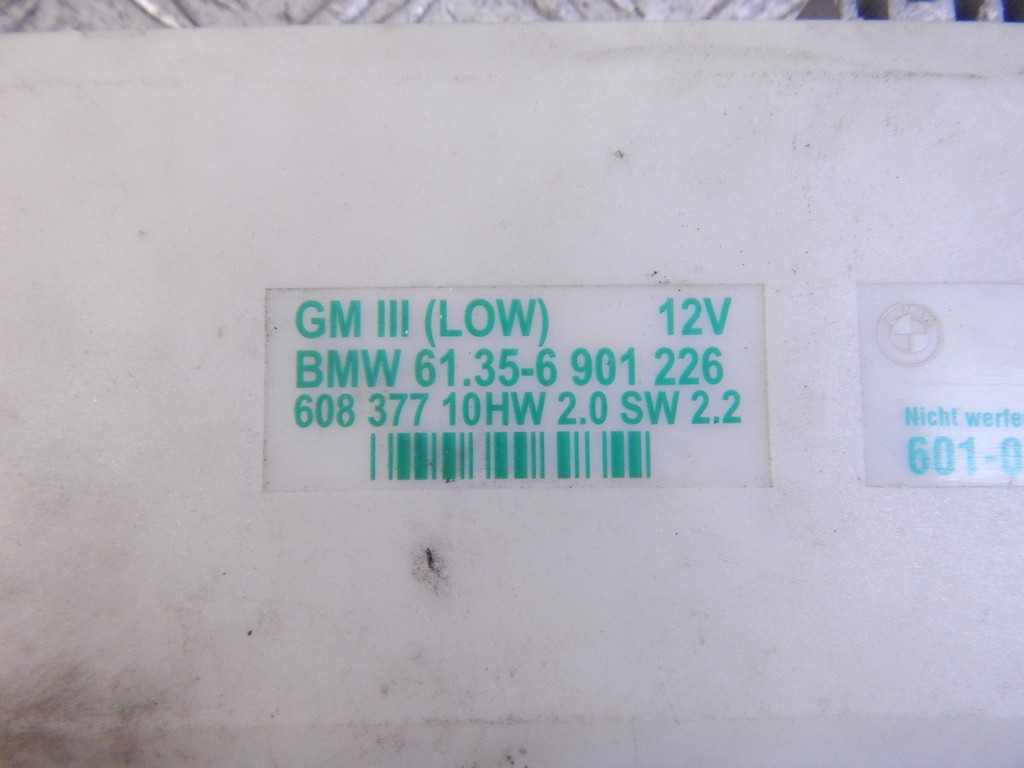 GM III (LOW) 12V
BMW 61.35-6 901 226
608 377 10HW 2.0 SW 2.2
Nicht
601-0